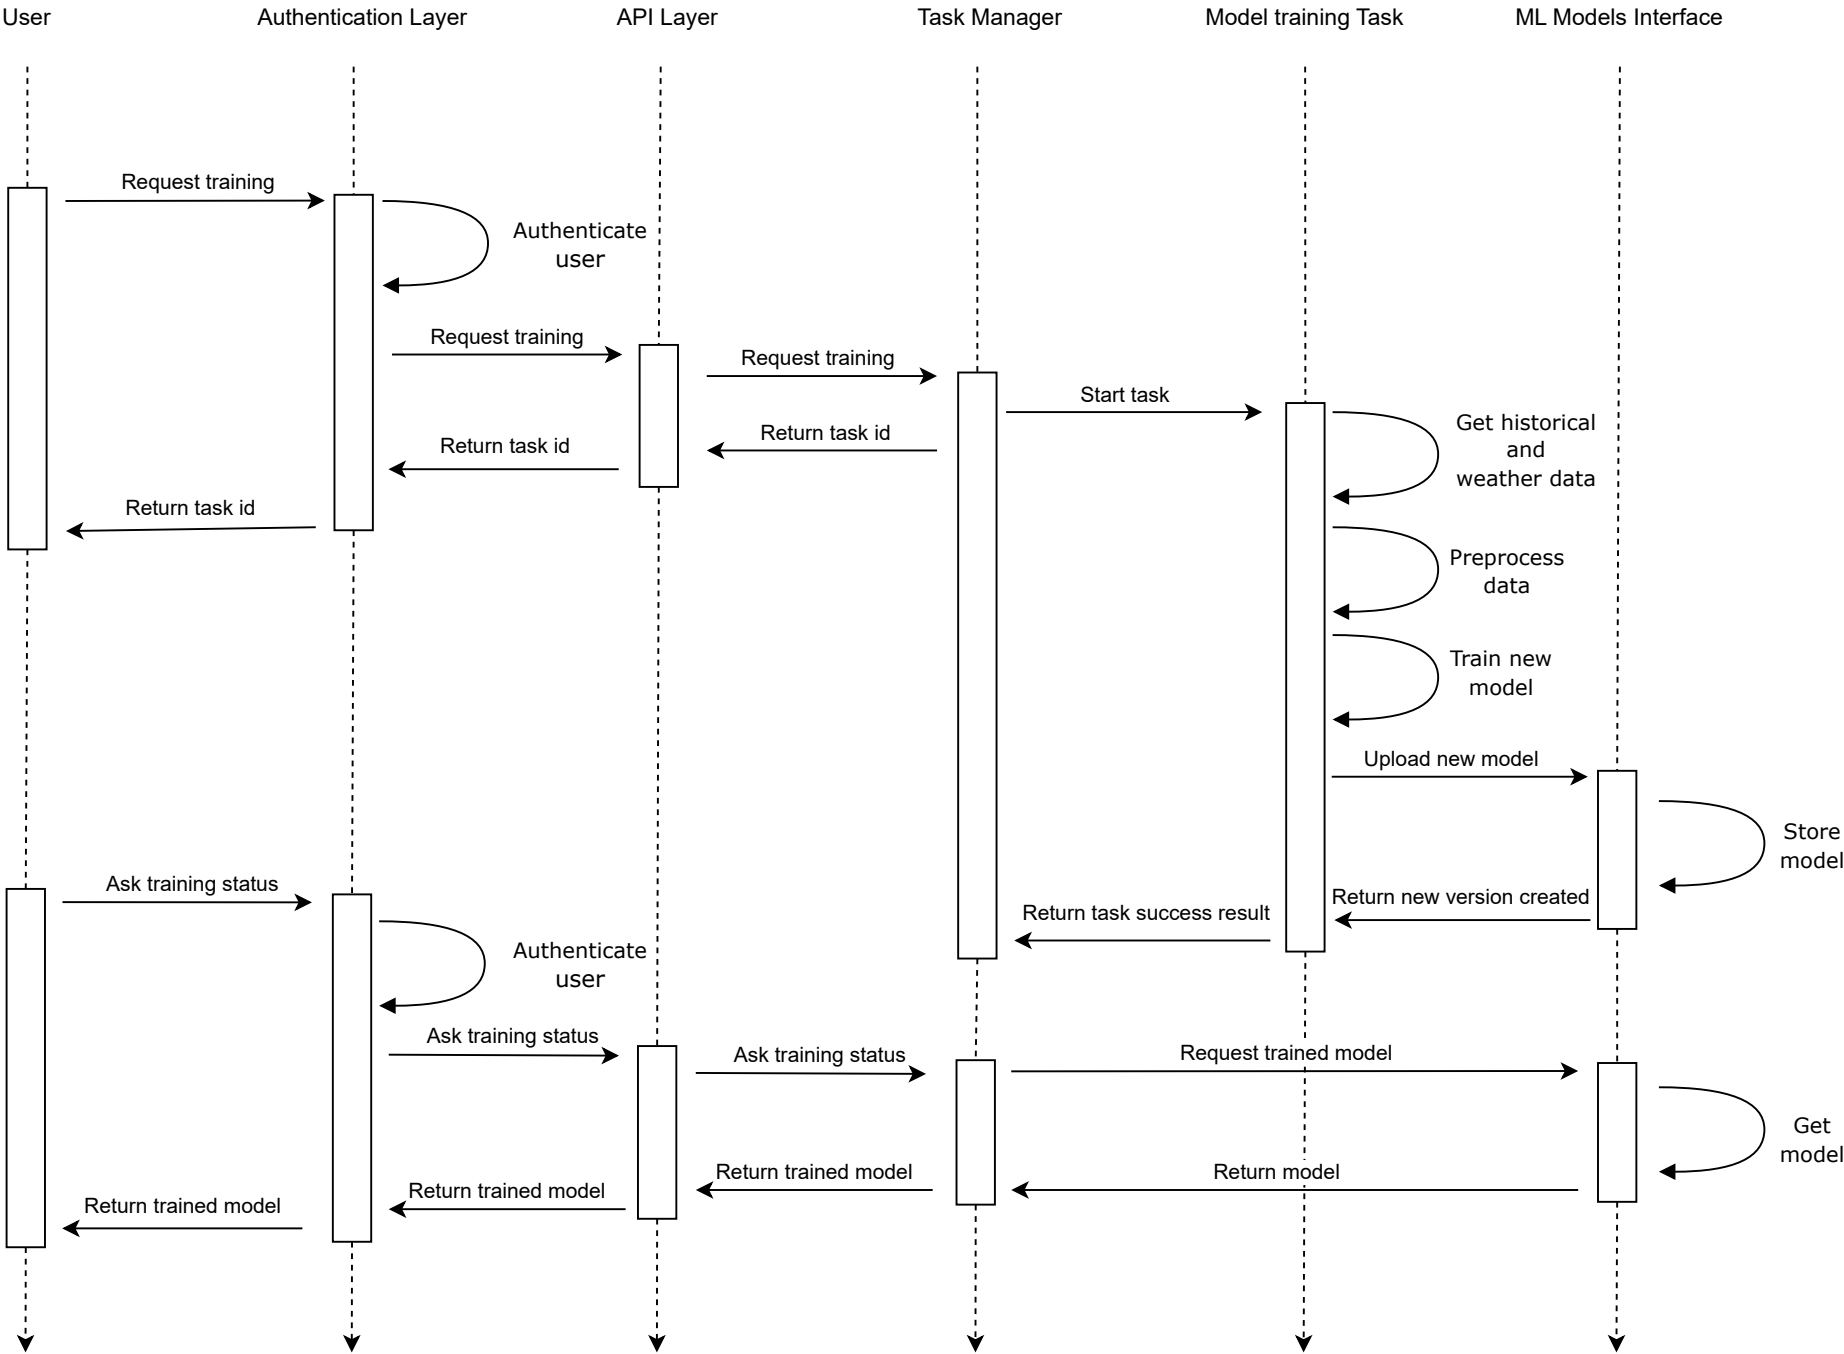 User
Authentication Layer
API Layer
Task Manager
Model training Task
ML Models Interface
Request training
Authenticate
user
Request training
Request training
Start task
Get historical
and
weather data
Return task id
Return task id
Return task id
Preprocess
data
Train new
model
Upload new model
Store
model
Ask training status
Return new version created
Return task success result
Authenticate
user
Ask training status
Ask training status
Request trained model
Get
model
Return trained model
Return model
Return trained model
Return trained model